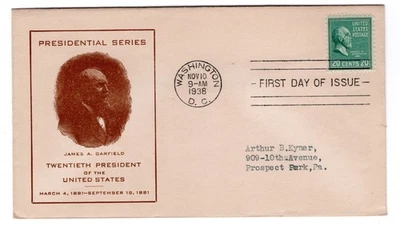 PRESIDENTIAL SERIES
JAMES A. GARFIELD
TWENTIETH PRESIDENT
OF THE
UNITED STATES
MARCH 4, 1881-SEPTEMBER 19, 1881
WASHINGTON
NOV 10
9-AM
1938
D. C.
FIRST DAY OF ISSUE
UNITED
STATES
POSTAGE
20 CENTS 20
Arthur B.Kynar,
909-10th Avenue,
Prospect Park,Pa.